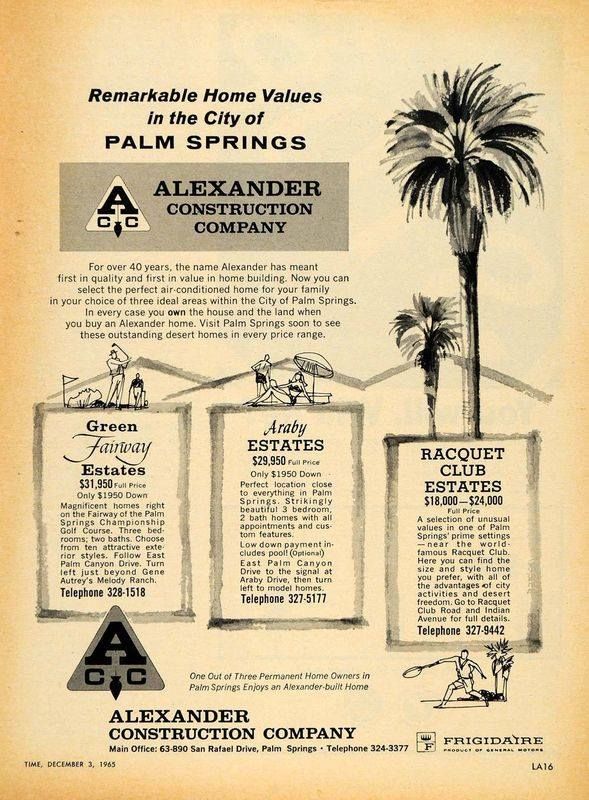 Remarkable Home Values
in the City of
PALM SPRINGS
A
C C
ALEXANDER
CONSTRUCTION
COMPANY
For over 40 years, the name Alexander has meant
first in quality and first in value in home building. Now you can
select the perfect air-conditioned home for your family
in your choice of three ideal areas within the City of Palm Springs.
In every case you own the house and the land when
you buy an Alexander home. Visit Palm Springs soon to see
these outstanding desert homes in every price range.
Green
Fairway
Estates
$31,950 Full Price
Only $1950 Down
Magnificent homes right
on the Fairway of the Palm
Springs Championship
Golf Course. Three bed-
rooms; two baths. Choose
from ten attractive exte-
rior styles. Follow East
Palm Canyon Drive. Turn
left just beyond Gene
Autrey's Melody Ranch.
Telephone 328-1518
Araby
ESTATES
$29,950 Full Price
Only $1950 Down
Perfect location close
to everything in Palm
Springs. Strikingly
beautiful 3 bedroom,
2 bath homes with all
appointments and cus-
tom features.
Low down payment in-
cludes pool! (Optional)
East Palm Canyon
Drive to the signal at
Araby Drive, then turn
left to model homes.
Telephone 327-5177
RACQUET
CLUB
ESTATES
$18,000—$24,000
Full Price
A selection of unusual
values in one of Palm
Springs' prime settings
—near the world-
famous Racquet Club.
Here you can find the
size and style home
you prefer, with all of
the advantages of city
activities and desert
freedom. Go to Racquet
Club Road and Indian
Avenue for full details.
Telephone 327-9442
A
C C
One Out of Three Permanent Home Owners in
Palm Springs Enjoys an Alexander-built Home
ALEXANDER
CONSTRUCTION COMPANY
Main Office: 63-890 San Rafael Drive, Palm Springs • Telephone 324-3377
F FRIGIDAIRE
PRODUCT OF GENERAL MOTORS
TIME, DECEMBER 3, 1965
LA16